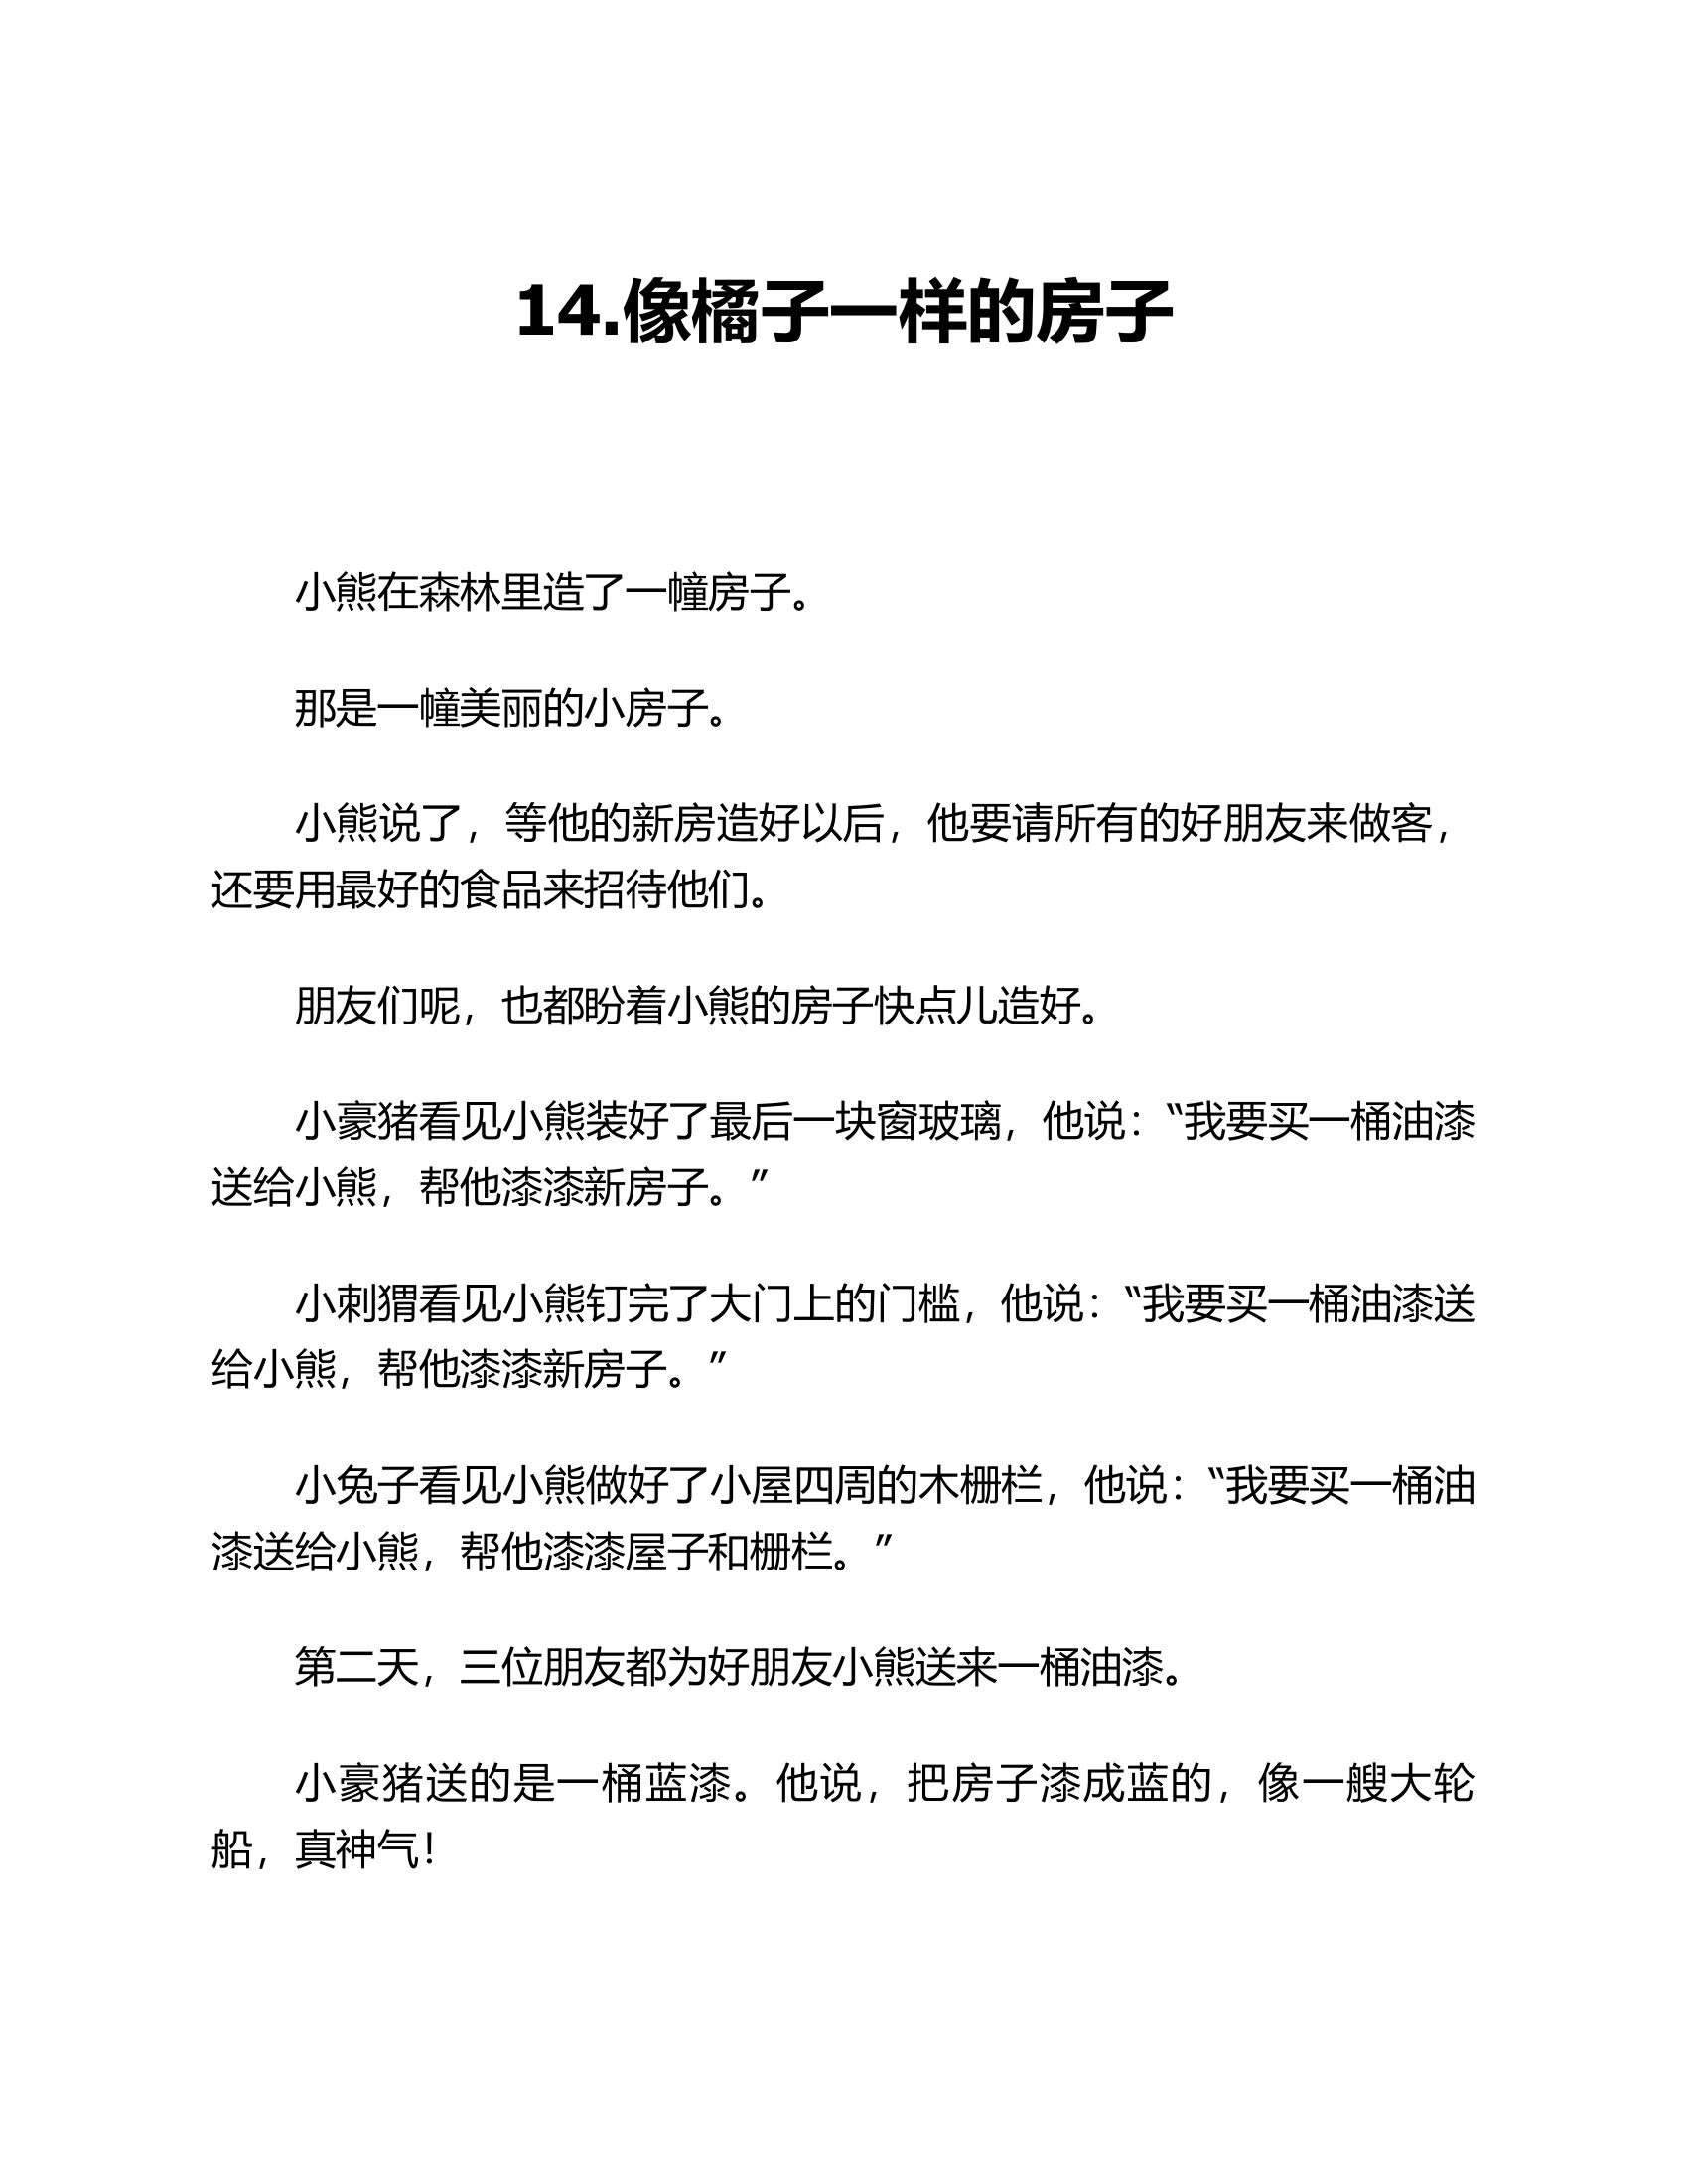 14.像橘子一样的房子
小熊在森林里造了一幢房子。
那是一幢美丽的小房子。
小熊说了，等他的新房造好以后，他要请所有的好朋友来做客，
还要用最好的食品来招待他们。
朋友们呢，也都盼着小熊的房子快点儿造好。
小豪猪看见小熊装好了最后一块窗玻璃，他说：“我要买一桶油漆
送给小熊，帮他漆漆新房子。”
小刺猬看见小熊钉完了大门上的门槛，他说：“我要买一桶油漆送
给小熊，帮他漆漆新房子。”
小兔子看见小熊做好了小屋四周的木栅栏，他说：“我要买一桶油
漆送给小熊，帮他漆漆屋子和栅栏。”
第二天，三位朋友都为好朋友小熊送来一桶油漆。
小豪猪送的是一桶蓝漆。他说，把房子漆成蓝的，像一艘大轮
船，真神气！